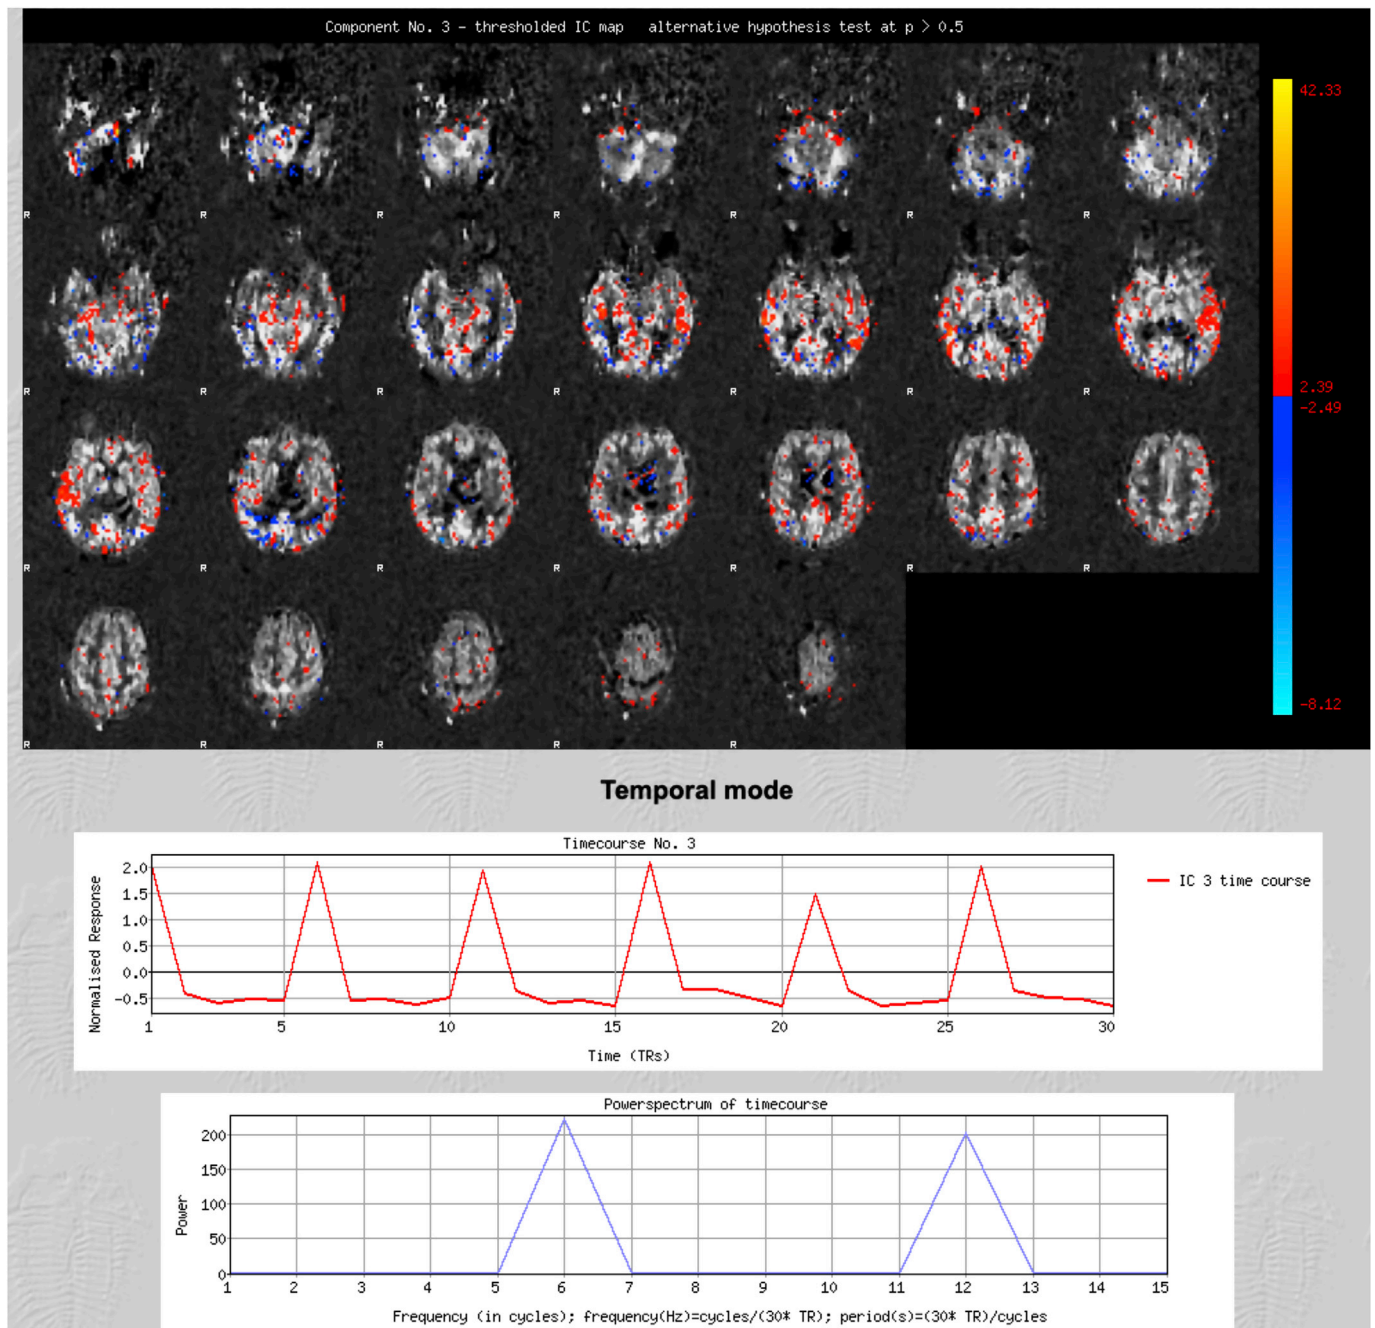 Component No. 3 – thresholded IC map   alternative hypothesis test at p > 0.5
42.33
R R R R R R R
2.39
-2.49
R R R R R R R
R R R R R R R
-8.12
R R R R R
Temporal mode
Timecourse No. 3
Normalised Response
2.0
1.5
1.0
0.5
0.0
-0.5
1 5 10 15 20 25 30
Time (TRs)
IC 3 time course
Powerspectrum of timecourse
Power
200
150
100
50
0
1 2 3 4 5 6 7 8 9 10 11 12 13 14 15
Frequency (in cycles); frequency(Hz)=cycles/(30* TR); period(s)=(30* TR)/cycles